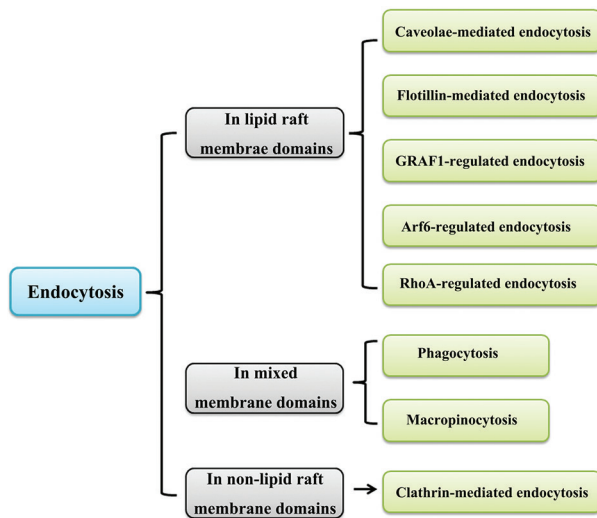 Caveolae-mediated endocytosis
Flotillin-mediated endocytosis
In lipid raft
membrae domains
GRAF1-regulated endocytosis
Arf6-regulated endocytosis
RhoA-regulated endocytosis
Endocytosis
Phagocytosis
In mixed
membrane domains
Macropinocytosis
In non-lipid raft
membrane domains
Clathrin-mediated endocytosis